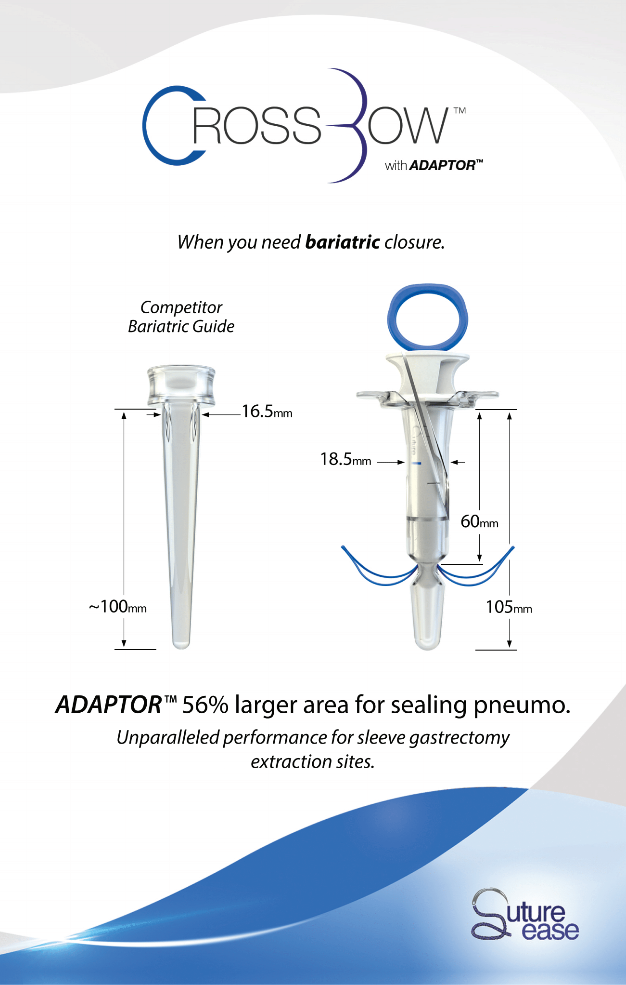 CROSSBOW™
with ADAPTOR™
When you need bariatric closure.
Competitor
Bariatric Guide
16.5mm
18.5mm
60mm
~100mm
105mm
ADAPTOR™ 56% larger area for sealing pneumo.
Unparalleled performance for sleeve gastrectomy
extraction sites.
Suture
ease